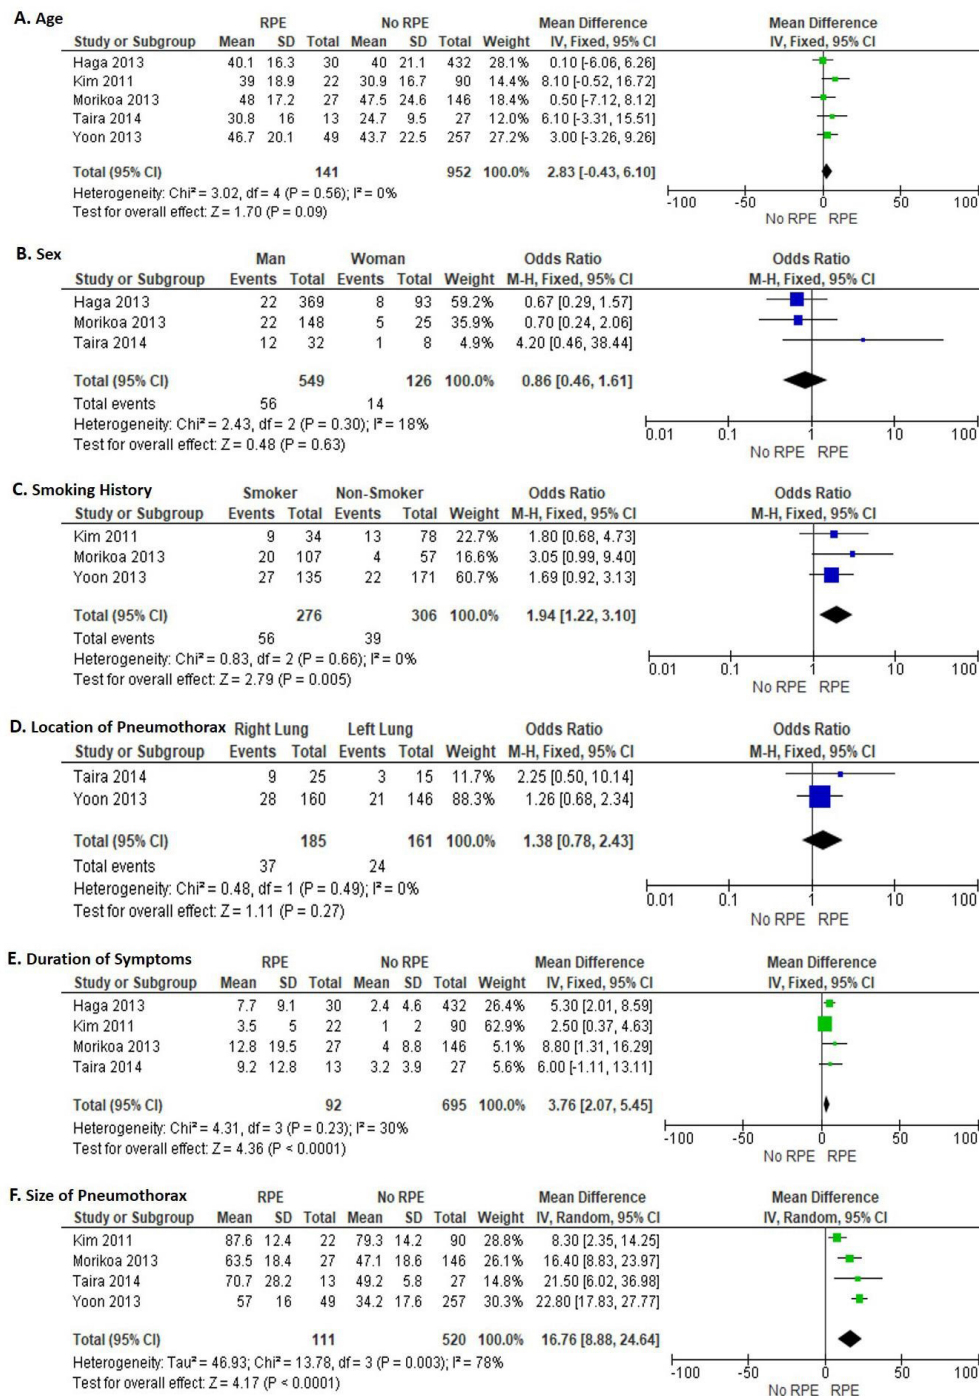 A. Age
RPE No RPE Mean Difference Mean Difference
Study or Subgroup Mean SD Total Mean SD Total Weight IV, Fixed, 95% CI IV, Fixed, 95% CI
Haga 2013 40.1 16.3 30 40 21.1 432 28.1% 0.10 [-6.06, 6.26]
Kim 2011 39 18.9 22 30.9 16.7 90 14.4% 8.10 [-0.52, 16.72]
Morikoa 2013 48 17.2 27 47.5 24.6 146 18.4% 0.50 [-7.12, 8.12]
Taira 2014 30.8 16 13 24.7 9.5 27 12.0% 6.10 [-3.31, 15.51]
Yoon 2013 46.7 20.1 49 43.7 22.5 257 27.2% 3.00 [-3.26, 9.26]
Total (95% CI) 141 952 100.0% 2.83 [-0.43, 6.10]
Heterogeneity: Chi² = 3.02, df = 4 (P = 0.56); I² = 0%
Test for overall effect: Z = 1.70 (P = 0.09)
-100 -50 0 50 100
No RPE RPE
B. Sex
Man Woman Odds Ratio Odds Ratio
Study or Subgroup Events Total Events Total Weight M-H, Fixed, 95% CI M-H, Fixed, 95% CI
Haga 2013 22 369 8 93 59.2% 0.67 [0.29, 1.57]
Morikoa 2013 22 148 5 25 35.9% 0.70 [0.24, 2.06]
Taira 2014 12 32 1 8 4.9% 4.20 [0.46, 38.44]
Total (95% CI) 549 126 100.0% 0.86 [0.46, 1.61]
Total events 56 14
Heterogeneity: Chi² = 2.43, df = 2 (P = 0.30); I² = 18%
Test for overall effect: Z = 0.48 (P = 0.63)
0.01 0.1 1 10 100
No RPE RPE
C. Smoking History
Smoker Non-Smoker Odds Ratio Odds Ratio
Study or Subgroup Events Total Events Total Weight M-H, Fixed, 95% CI M-H, Fixed, 95% CI
Kim 2011 9 34 13 78 22.7% 1.80 [0.68, 4.73]
Morikoa 2013 20 107 4 57 16.6% 3.05 [0.99, 9.40]
Yoon 2013 27 135 22 171 60.7% 1.69 [0.92, 3.13]
Total (95% CI) 276 306 100.0% 1.94 [1.22, 3.10]
Total events 56 39
Heterogeneity: Chi² = 0.83, df = 2 (P = 0.66); I² = 0%
Test for overall effect: Z = 2.79 (P = 0.005)
0.01 0.1 1 10 100
No RPE RPE
D. Location of Pneumothorax Right Lung Left Lung Odds Ratio Odds Ratio
Study or Subgroup Events Total Events Total Weight M-H, Fixed, 95% CI M-H, Fixed, 95% CI
Taira 2014 9 25 3 15 11.7% 2.25 [0.50, 10.14]
Yoon 2013 28 160 21 146 88.3% 1.26 [0.68, 2.34]
Total (95% CI) 185 161 100.0% 1.38 [0.78, 2.43]
Total events 37 24
Heterogeneity: Chi² = 0.48, df = 1 (P = 0.49); I² = 0%
Test for overall effect: Z = 1.11 (P = 0.27)
0.01 0.1 1 10 100
No RPE RPE
E. Duration of Symptoms
RPE No RPE Mean Difference Mean Difference
Study or Subgroup Mean SD Total Mean SD Total Weight IV, Fixed, 95% CI IV, Fixed, 95% CI
Haga 2013 7.7 9.1 30 2.4 4.6 432 26.4% 5.30 [2.01, 8.59]
Kim 2011 3.5 5 22 1 2 90 62.9% 2.50 [0.37, 4.63]
Morikoa 2013 12.8 19.5 27 4 8.8 146 5.1% 8.80 [1.31, 16.29]
Taira 2014 9.2 12.8 13 3.2 3.9 27 5.6% 6.00 [-1.11, 13.11]
Total (95% CI) 92 695 100.0% 3.76 [2.07, 5.45]
Heterogeneity: Chi² = 4.31, df = 3 (P = 0.23); I² = 30%
Test for overall effect: Z = 4.36 (P < 0.0001)
-100 -50 0 50 100
No RPE RPE
F. Size of Pneumothorax
RPE No RPE Mean Difference Mean Difference
Study or Subgroup Mean SD Total Mean SD Total Weight IV, Random, 95% CI IV, Random, 95% CI
Kim 2011 87.6 12.4 22 79.3 14.2 90 28.8% 8.30 [2.35, 14.25]
Morikoa 2013 63.5 18.4 27 47.1 18.6 146 26.1% 16.40 [8.83, 23.97]
Taira 2014 70.7 28.2 13 49.2 5.8 27 14.8% 21.50 [6.02, 36.98]
Yoon 2013 57 16 49 34.2 17.6 257 30.3% 22.80 [17.83, 27.77]
Total (95% CI) 111 520 100.0% 16.76 [8.88, 24.64]
Heterogeneity: Tau² = 46.93; Chi² = 13.78, df = 3 (P = 0.003); I² = 78%
Test for overall effect: Z = 4.17 (P < 0.0001)
-100 -50 0 50 100
No RPE RPE